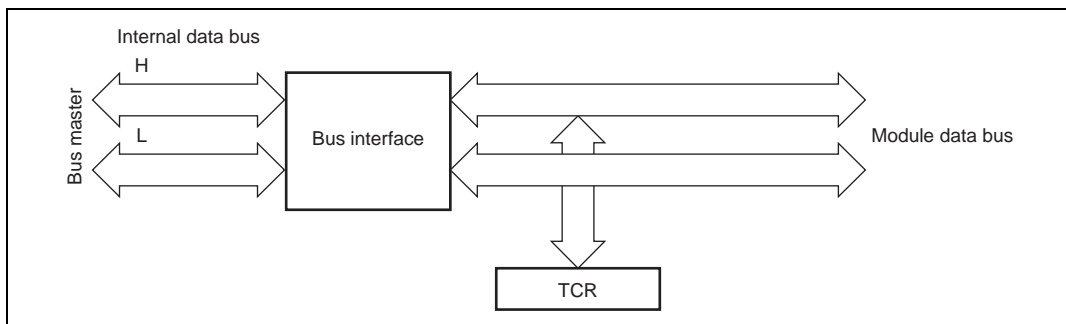 Internal data bus
H
L
Bus master
Bus interface
Module data bus
TCR